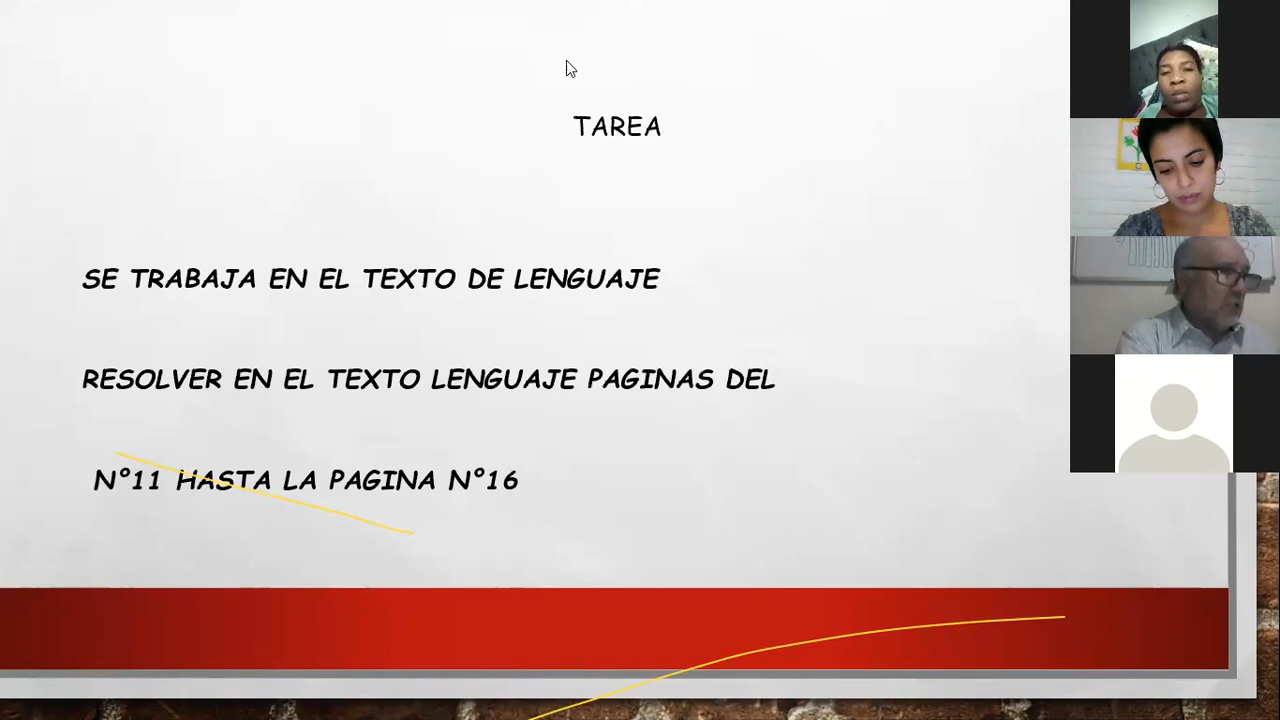 TAREA
SE TRABAJA EN EL TEXTO DE LENGUAJE
RESOLVER EN EL TEXTO LENGUAJE PAGINAS DEL
N°11 HASTA LA PAGINA N°16